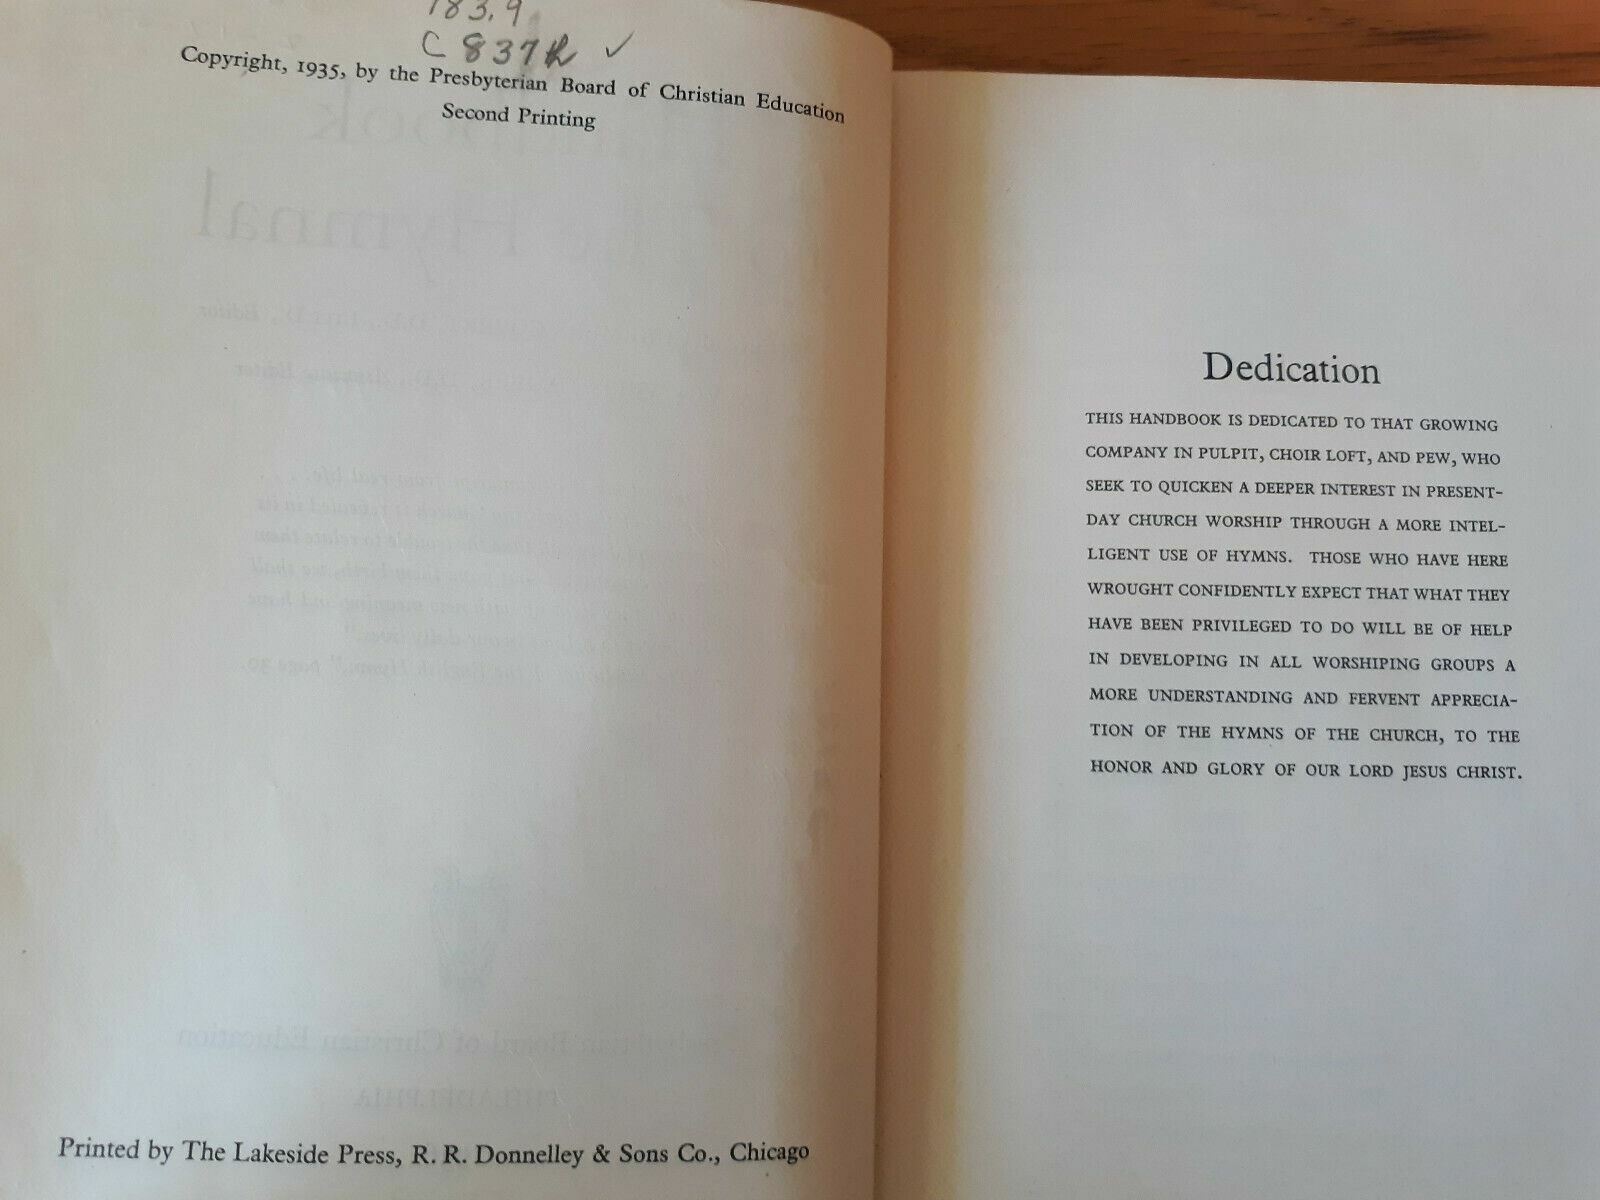 183.9
C 837h ✓
Copyright, 1935, by the Presbyterian Board of Christian Education
Second Printing
Printed by The Lakeside Press, R. R. Donnelley & Sons Co., Chicago
Dedication
THIS HANDBOOK IS DEDICATED TO THAT GROWING
COMPANY IN PULPIT, CHOIR LOFT, AND PEW, WHO
SEEK TO QUICKEN A DEEPER INTEREST IN PRESENT-
DAY CHURCH WORSHIP THROUGH A MORE INTEL-
LIGENT USE OF HYMNS. THOSE WHO HAVE HERE
WROUGHT CONFIDENTLY EXPECT THAT WHAT THEY
HAVE BEEN PRIVILEGED TO DO WILL BE OF HELP
IN DEVELOPING IN ALL WORSHIPING GROUPS A
MORE UNDERSTANDING AND FERVENT APPRECIA-
TION OF THE HYMNS OF THE CHURCH, TO THE
HONOR AND GLORY OF OUR LORD JESUS CHRIST.